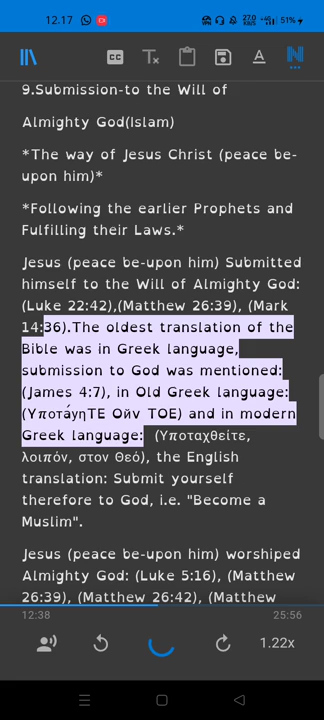 12.17
27.0
KB/S
4G
51%
CC
T
A
N
9.Submission-to the Will of
Almighty God(Islam)
*The way of Jesus Christ (peace be-
upon him)*
*Following the earlier Prophets and
Fulfilling their Laws.*
Jesus (peace be-upon him) Submitted
himself to the Will of Almighty God:
(Luke 22:42),(Matthew 26:39), (Mark
14:36).The oldest translation of the
Bible was in Greek language,
submission to God was mentioned:
(James 4:7), in Old Greek language:
(ΥποτάγηΤΕ Οйν ΤΟΕ) and in modern
Greek language: (Υποταχθείτε,
λοιπόν, στον Θεό), the English
translation: Submit yourself
therefore to God, i.e. "Become a
Muslim".
Jesus (peace be-upon him) worshiped
Almighty God: (Luke 5:16), (Matthew
26:39), (Matthew 26:42), (Matthew
12:38
25:56
1.22x